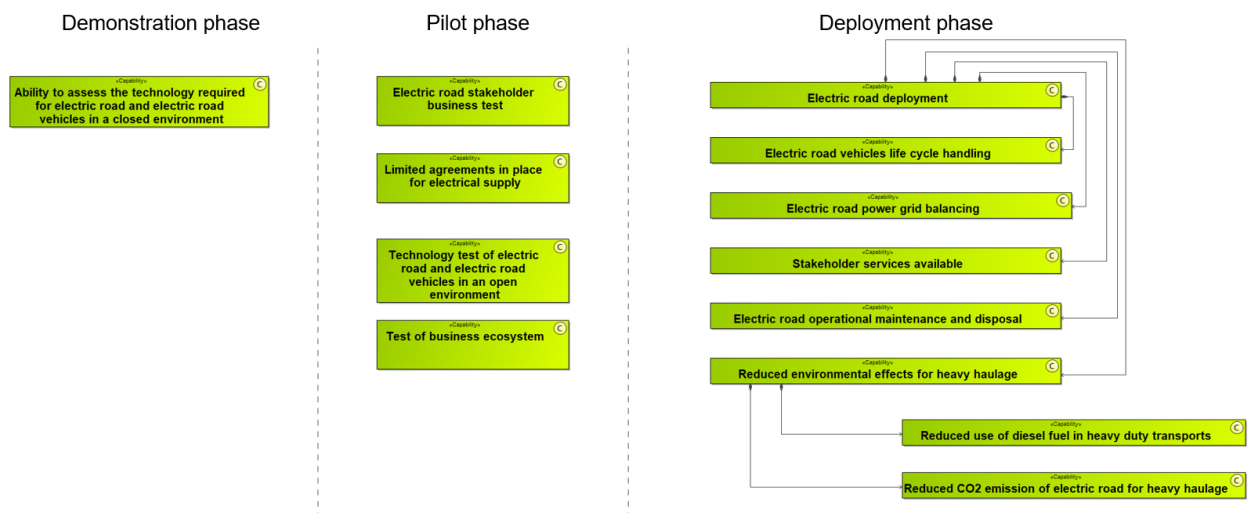 Demonstration phase
Pilot phase
Deployment phase
«Capability»
C
Ability to assess the technology required
for electric road and electric road
vehicles in a closed environment
«Capability»
C
Electric road stakeholder
business test
«Capability»
C
Limited agreements in place
for electrical supply
«Capability»
C
Technology test of electric
road and electric road
vehicles in an open
environment
«Capability»
C
Test of business ecosystem
«Capability»
C
Electric road deployment
«Capability»
C
Electric road vehicles life cycle handling
«Capability»
C
Electric road power grid balancing
«Capability»
C
Stakeholder services available
«Capability»
C
Electric road operational maintenance and disposal
«Capability»
C
Reduced environmental effects for heavy haulage
«Capability»
C
Reduced use of diesel fuel in heavy duty transports
«Capability»
C
Reduced CO2 emission of electric road for heavy haulage